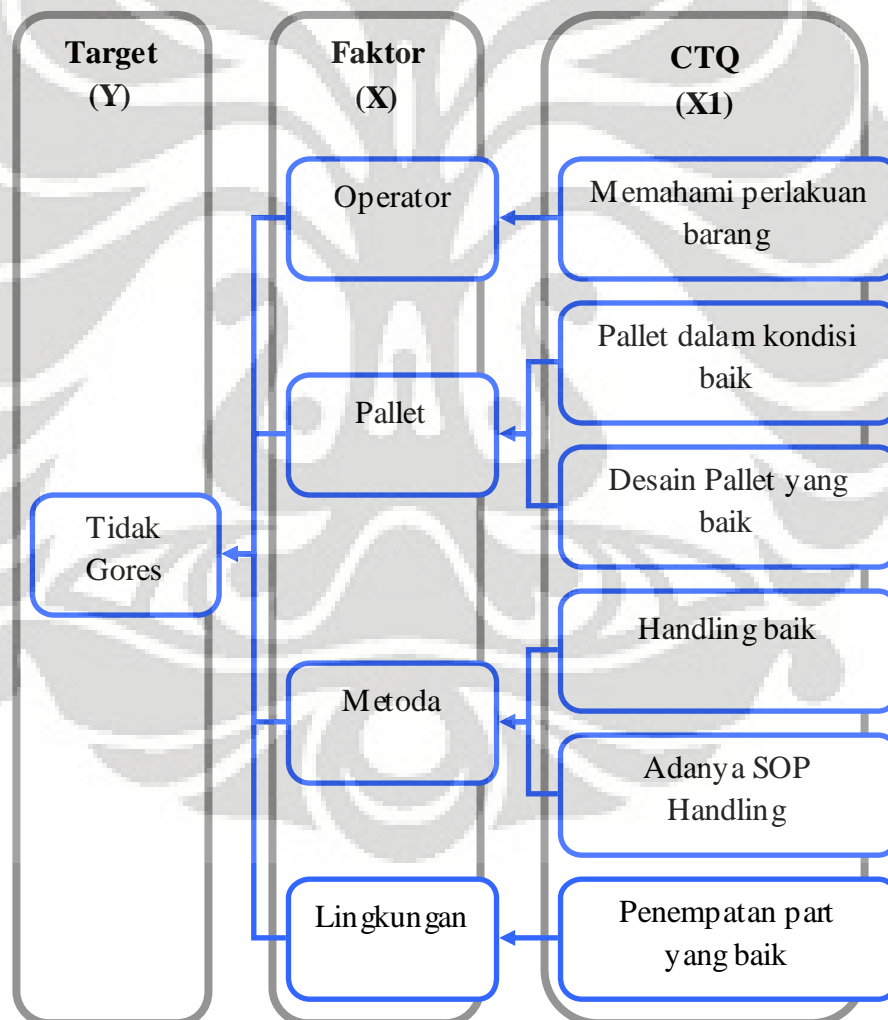 Target
(Y)
Faktor
(X)
CTQ
(X1)
Operator
Memahami perlakuan
barang
Pallet dalam kondisi
baik
Pallet
Desain Pallet yang
baik
Tidak
Gores
Handling baik
Metoda
Adanya SOP
Handling
Lingkungan
Penempatan part
yang baik